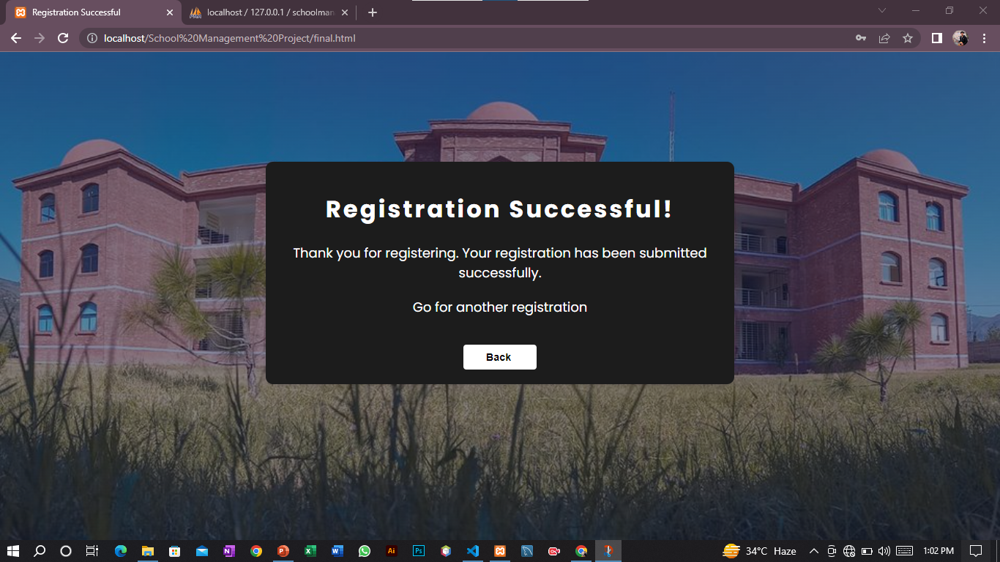 Registration Successful
localhost / 127.0.0.1 / schoolman
localhost/School%20Management%20Project/final.html
Registration Successful!
Thank you for registering. Your registration has been submitted
successfully.
Go for another registration
Back
34°C Haze
1:02 PM